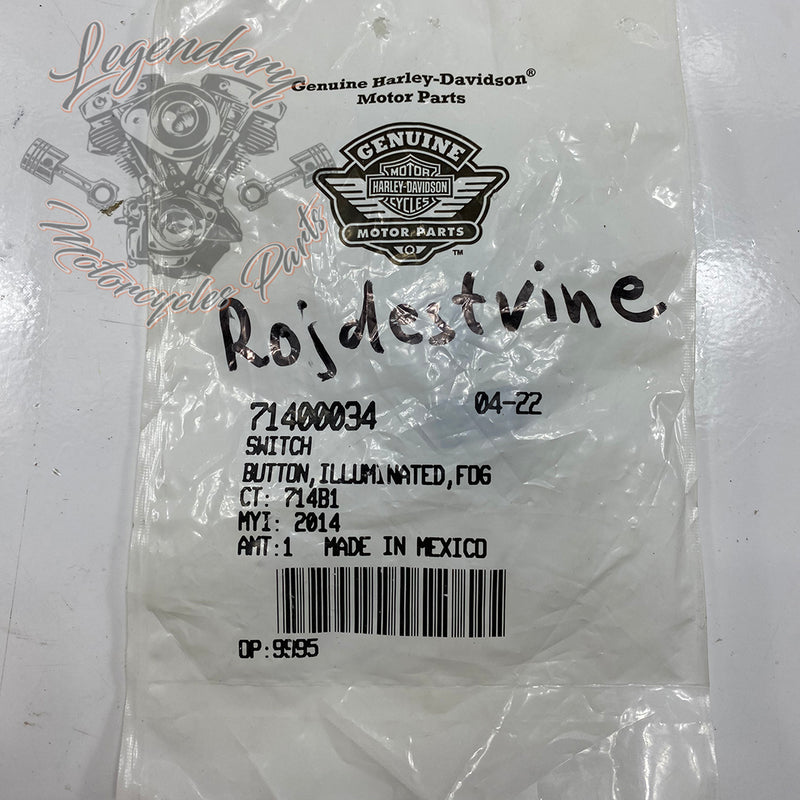 Legendary
Motorcycles Parts
Genuine Harley-Davidson®
Motor Parts
GENUINE
MOTOR
HARLEY-DAVIDSON
CYCLES
MOTOR PARTS
Q
™
Rojdestvine
71400034 04-22
SWITCH
BUTTON,ILLUMINATED,FOG
CT: 714B1
MYI: 2014
AMT:1 MADE IN MEXICO
OP:9995